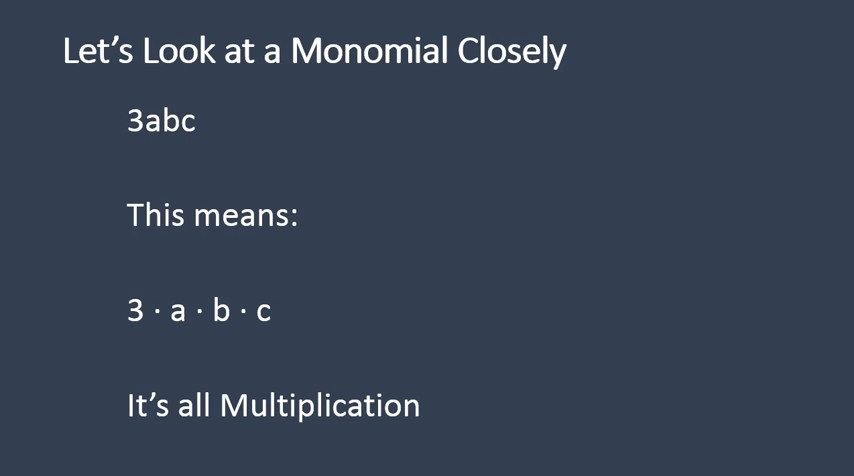 Let’s Look at a Monomial Closely
3abc
This means:
3 · a · b · c
It’s all Multiplication